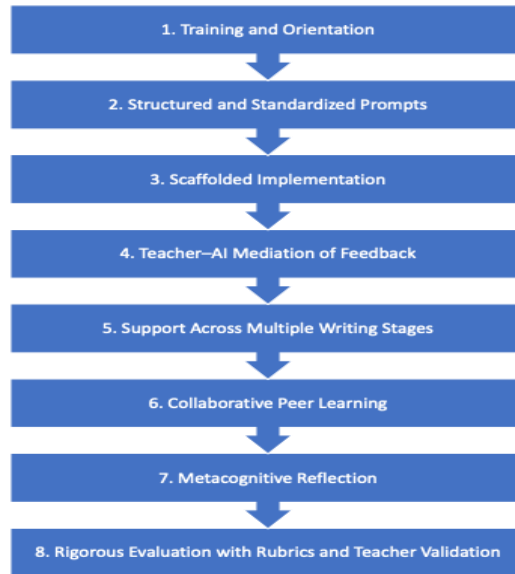 1. Training and Orientation
2. Structured and Standardized Prompts
3. Scaffolded Implementation
4. Teacher–AI Mediation of Feedback
5. Support Across Multiple Writing Stages
6. Collaborative Peer Learning
7. Metacognitive Reflection
8. Rigorous Evaluation with Rubrics and Teacher Validation